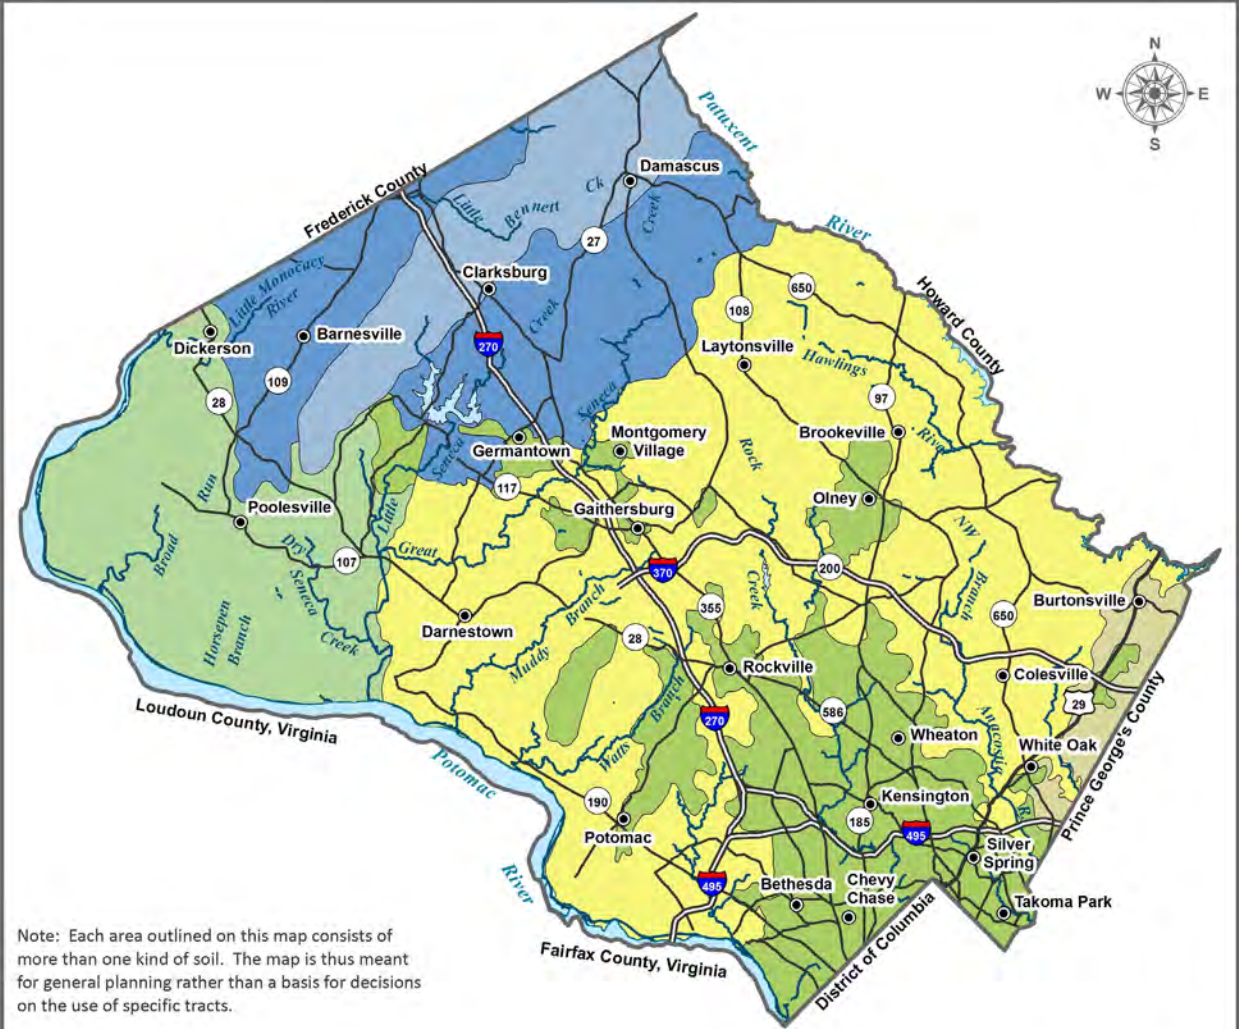 N
W E
S
Patuxent
River
Frederick County
Howard County
Damascus
Little
Bennett
Ck
Creek
27
Clarksburg
Little Monocacy
River
Dickerson
Barnesville
270
Creek
650
108
Laytonsville
Hawlings
River
109
28
97
Brookeville
Seneca
Germantown
Montgomery
Village
Rock
Creek
Seneca
117
Olney
Run
Broad
Poolesville
Gaithersburg
Little
Great
NW
Branch
Dry
Seneca
Creek
107
370
200
355
650
Burtonsville
Horsepen
Branch
Darnestown
Muddy
Branch
28
Rockville
Colesville
29
Loudoun County, Virginia
Watts
Branch
270
586
Wheaton
Anacostia
R.
White Oak
Prince George's County
Potomac
River
190
Potomac
Kensington
185
495
Silver
Spring
495
Bethesda
Chevy
Chase
Takoma Park
District of Columbia
Fairfax County, Virginia
Note: Each area outlined on this map consists of
more than one kind of soil. The map is thus meant
for general planning rather than a basis for decisions
on the use of specific tracts.